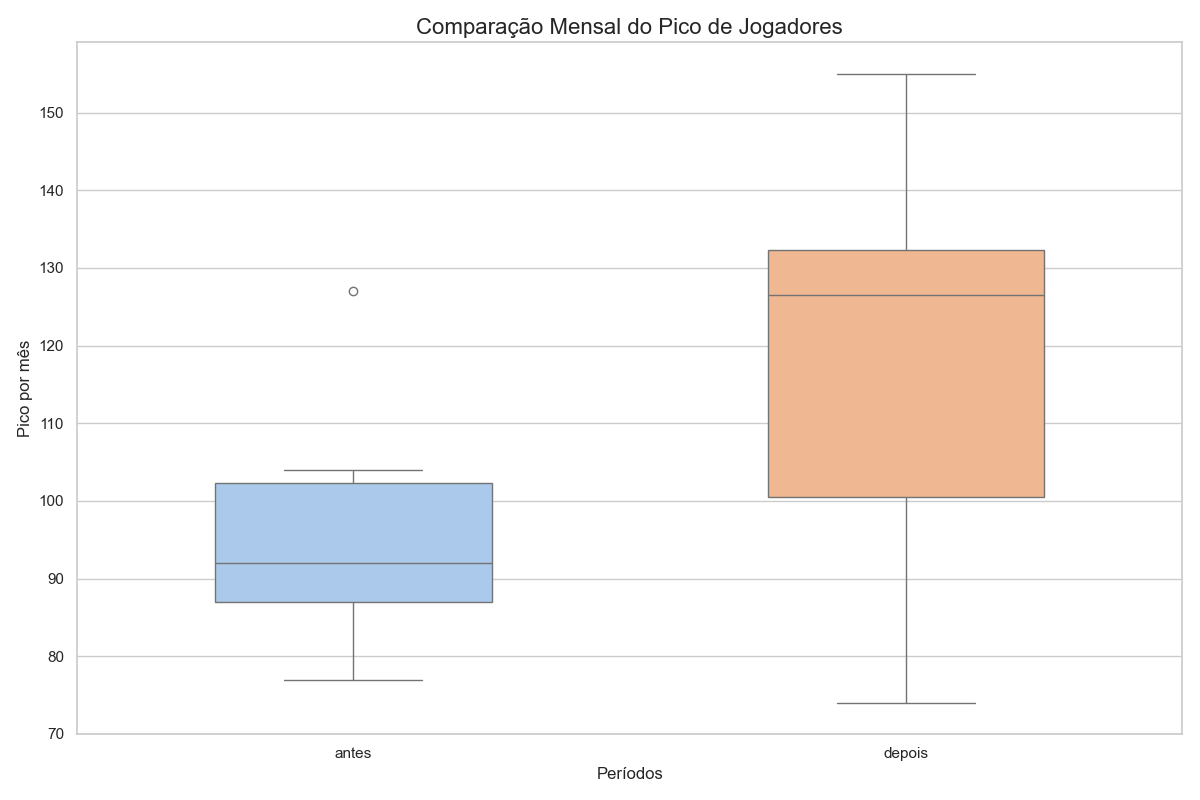 Comparação Mensal do Pico de Jogadores
Pico por mês
150
140
130
120
110
100
90
80
70
antes
depois
Períodos